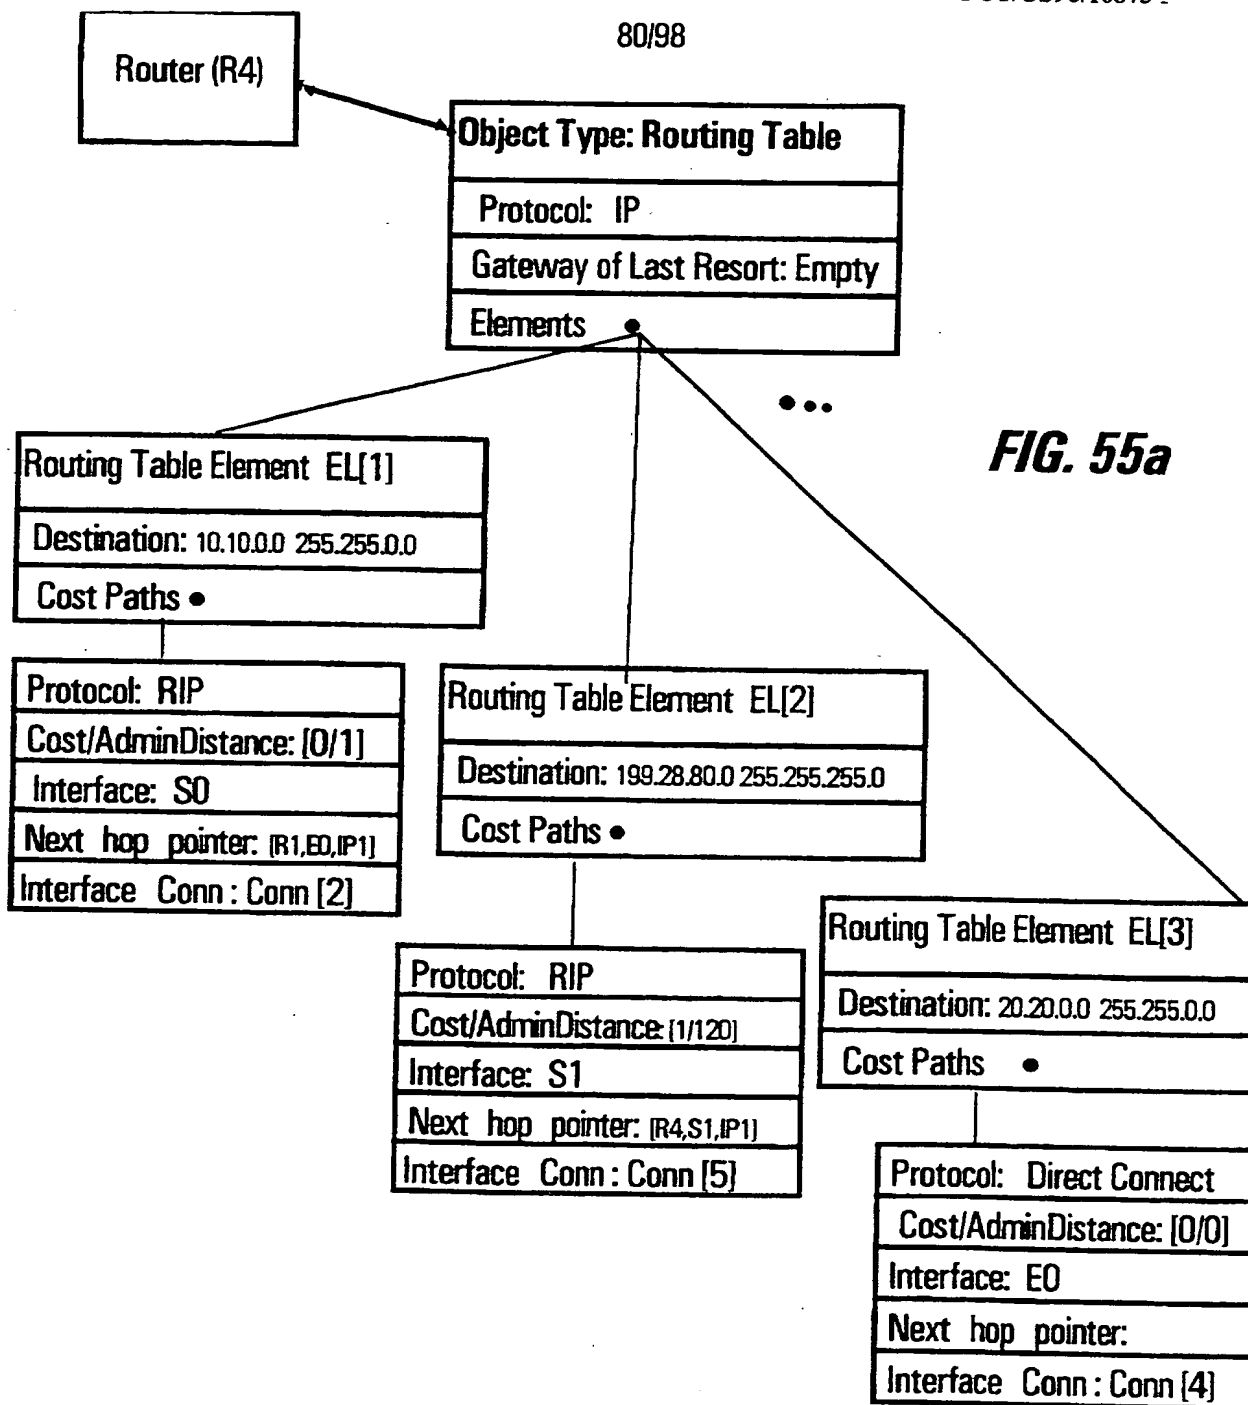 80/98
Router (R4)
Object Type: Routing Table
Protocol: IP
Gateway of Last Resort: Empty
Elements
FIG. 55a
Routing Table Element EL[1]
Destination: 10.10.0.0 255.255.0.0
Cost Paths
Protocol: RIP
Cost/AdminDistance: [0/1]
Interface: S0
Next hop pointer: [R1,E0,IP1]
Interface Conn : Conn [2]
Routing Table Element EL[2]
Destination: 199.28.80.0 255.255.255.0
Cost Paths
Protocol: RIP
Cost/AdminDistance: [1/120]
Interface: S1
Next hop pointer: [R4,S1,IP1]
Interface Conn : Conn [5]
Routing Table Element EL[3]
Destination: 20.20.0.0 255.255.0.0
Cost Paths
Protocol: Direct Connect
Cost/AdminDistance: [0/0]
Interface: E0
Next hop pointer:
Interface Conn : Conn [4]